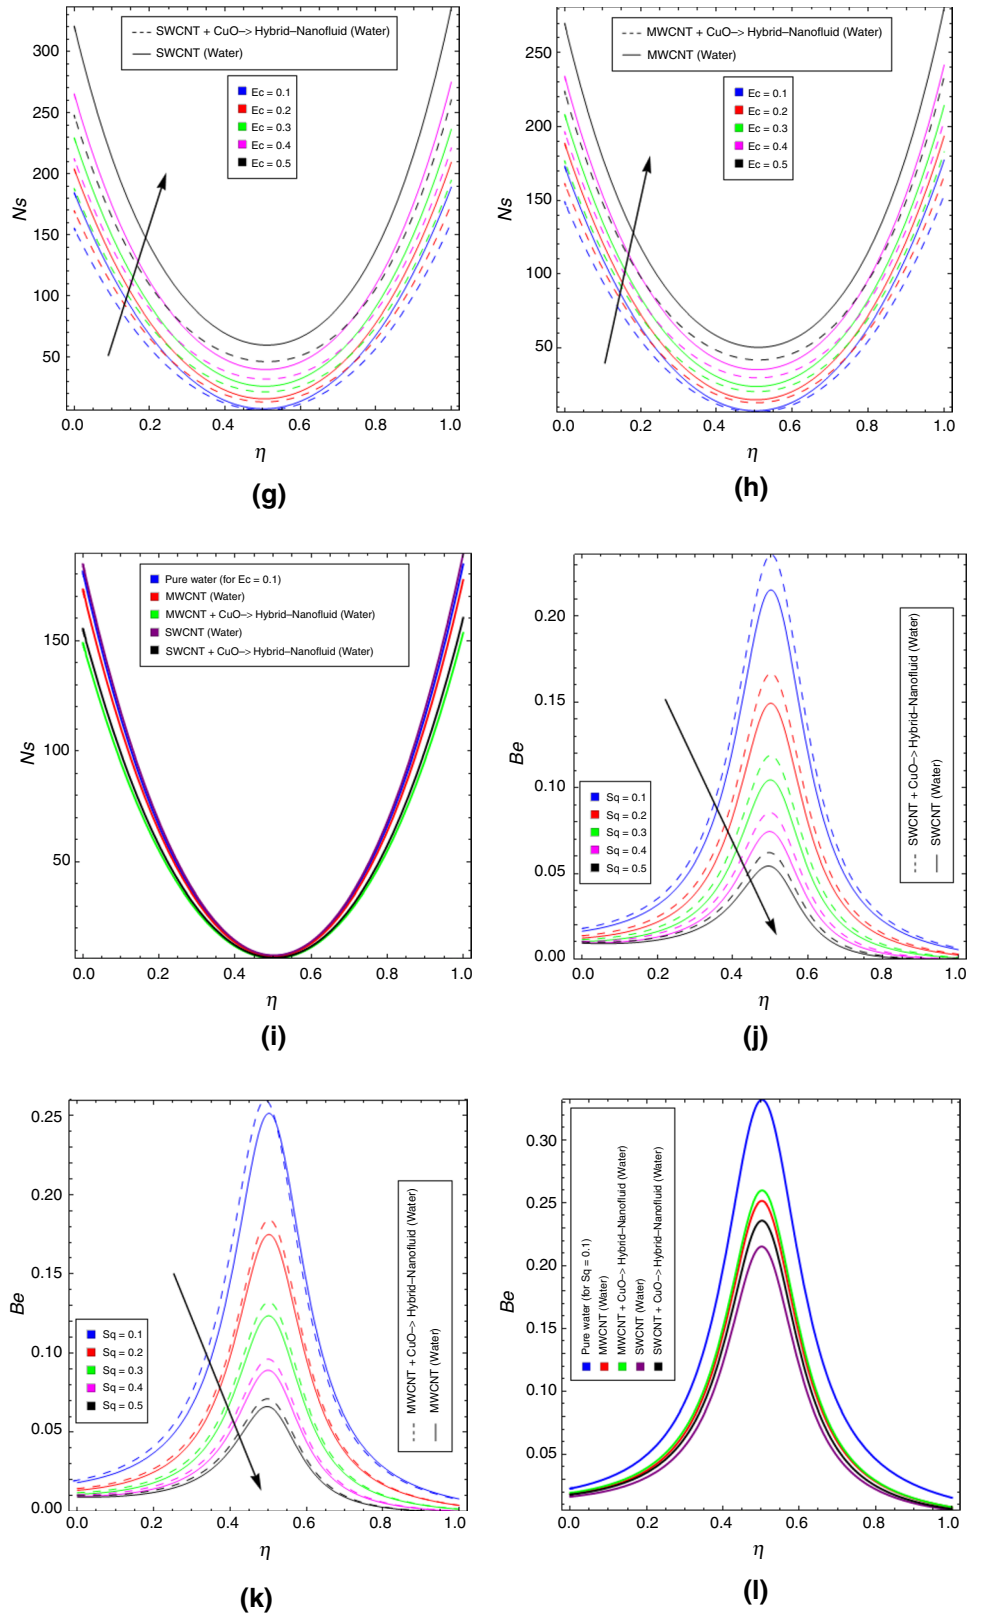 SWCNT + CuO–> Hybrid–Nanofluid (Water)
SWCNT (Water)
Ec = 0.1
Ec = 0.2
Ec = 0.3
Ec = 0.4
Ec = 0.5
Ns
300
250
200
150
100
50
0.0 0.2 0.4 0.6 0.8 1.0
η
(g)
MWCNT + CuO–> Hybrid–Nanofluid (Water)
MWCNT (Water)
Ec = 0.1
Ec = 0.2
Ec = 0.3
Ec = 0.4
Ec = 0.5
Ns
250
200
150
100
50
0.0 0.2 0.4 0.6 0.8 1.0
η
(h)
Pure water (for Ec = 0.1)
MWCNT (Water)
MWCNT + CuO–> Hybrid–Nanofluid (Water)
SWCNT (Water)
SWCNT + CuO–> Hybrid–Nanofluid (Water)
Ns
150
100
50
0.0 0.2 0.4 0.6 0.8 1.0
η
(i)
Be
0.20
0.15
0.10
0.05
0.00
Sq = 0.1
Sq = 0.2
Sq = 0.3
Sq = 0.4
Sq = 0.5
SWCNT + CuO–> Hybrid–Nanofluid (Water)
SWCNT (Water)
0.0 0.2 0.4 0.6 0.8 1.0
η
(j)
Be
0.25
0.20
0.15
0.10
0.05
0.00
Sq = 0.1
Sq = 0.2
Sq = 0.3
Sq = 0.4
Sq = 0.5
MWCNT + CuO–> Hybrid–Nanofluid (Water)
MWCNT (Water)
0.0 0.2 0.4 0.6 0.8 1.0
η
(k)
Be
0.30
0.25
0.20
0.15
0.10
0.05
Pure water (for Sq = 0.1)
MWCNT (Water)
MWCNT + CuO–> Hybrid–Nanofluid (Water)
SWCNT (Water)
SWCNT + CuO–> Hybrid–Nanofluid (Water)
0.0 0.2 0.4 0.6 0.8 1.0
η
(l)